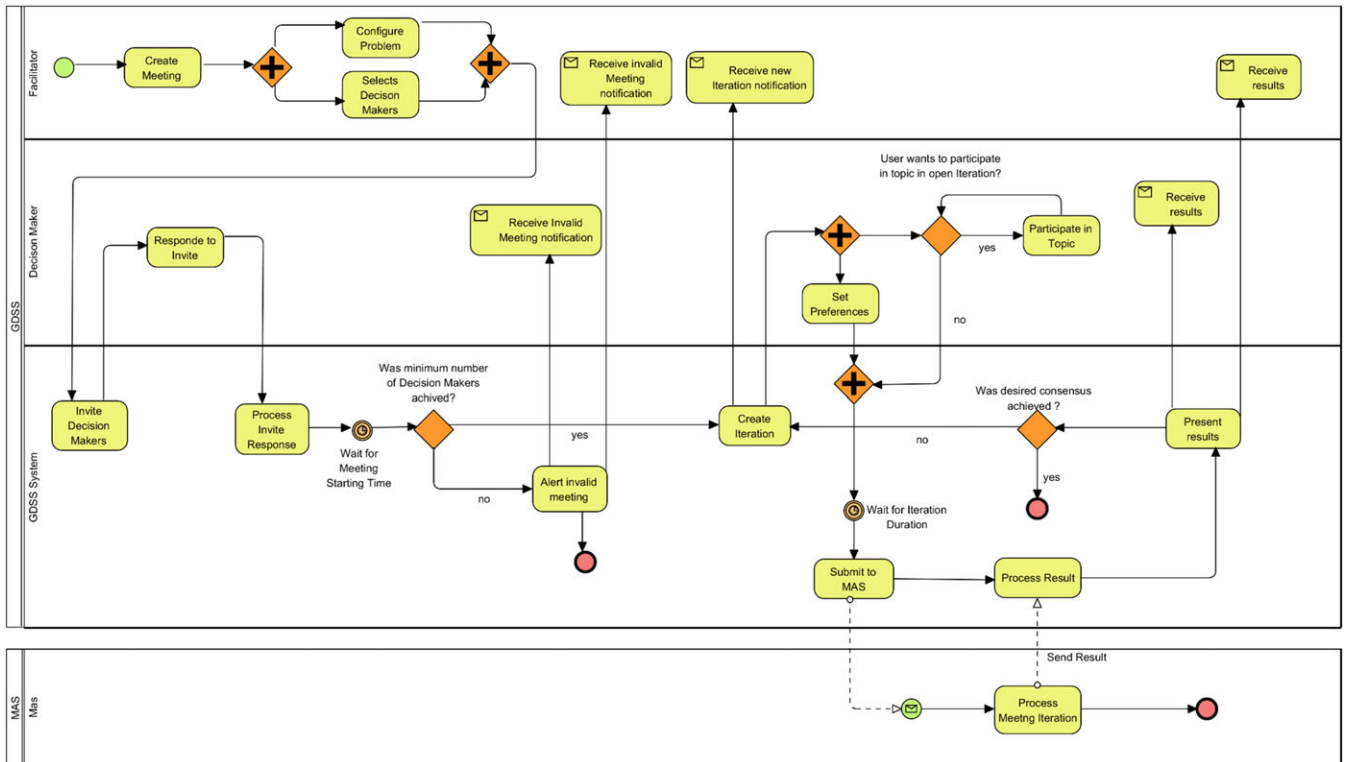 GDSS
Facilitator
Create
Meeting
Configure
Problem
Selects
Decison
Makers
Receive invalid
Meeting
notification
Receive new
Iteration notification
Receive
results
Decison Maker
Responde to
Invite
Receive Invalid
Meeting notification
User wants to participate
in topic in open Iteration?
yes
Participate in
Topic
Set
Preferences
no
Receive
results
GDSS System
Invite
Decision
Makers
Process
Invite
Response
Wait for
Meeting
Starting Time
Was minimum number
of Decision Makers
achived?
yes
no
Alert invalid
meeting
Create
Iteration
no
Was desired consensus
achieved ?
yes
Present
results
Wait for Iteration
Duration
Submit to
MAS
Process Result
Send Result
MAS
Mas
Process
Meetng Iteration